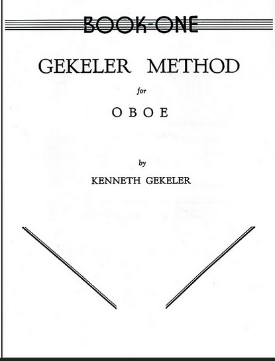 BOOK-ONE
GEKELER METHOD
for
OBOE
by
KENNETH GEKELER